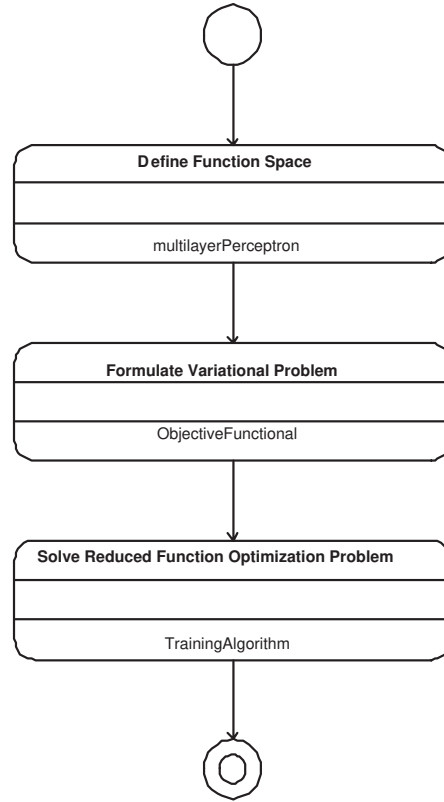 Define Function Space
multilayerPerceptron
Formulate Variational Problem
ObjectiveFunctional
Solve Reduced Function Optimization Problem
TrainingAlgorithm